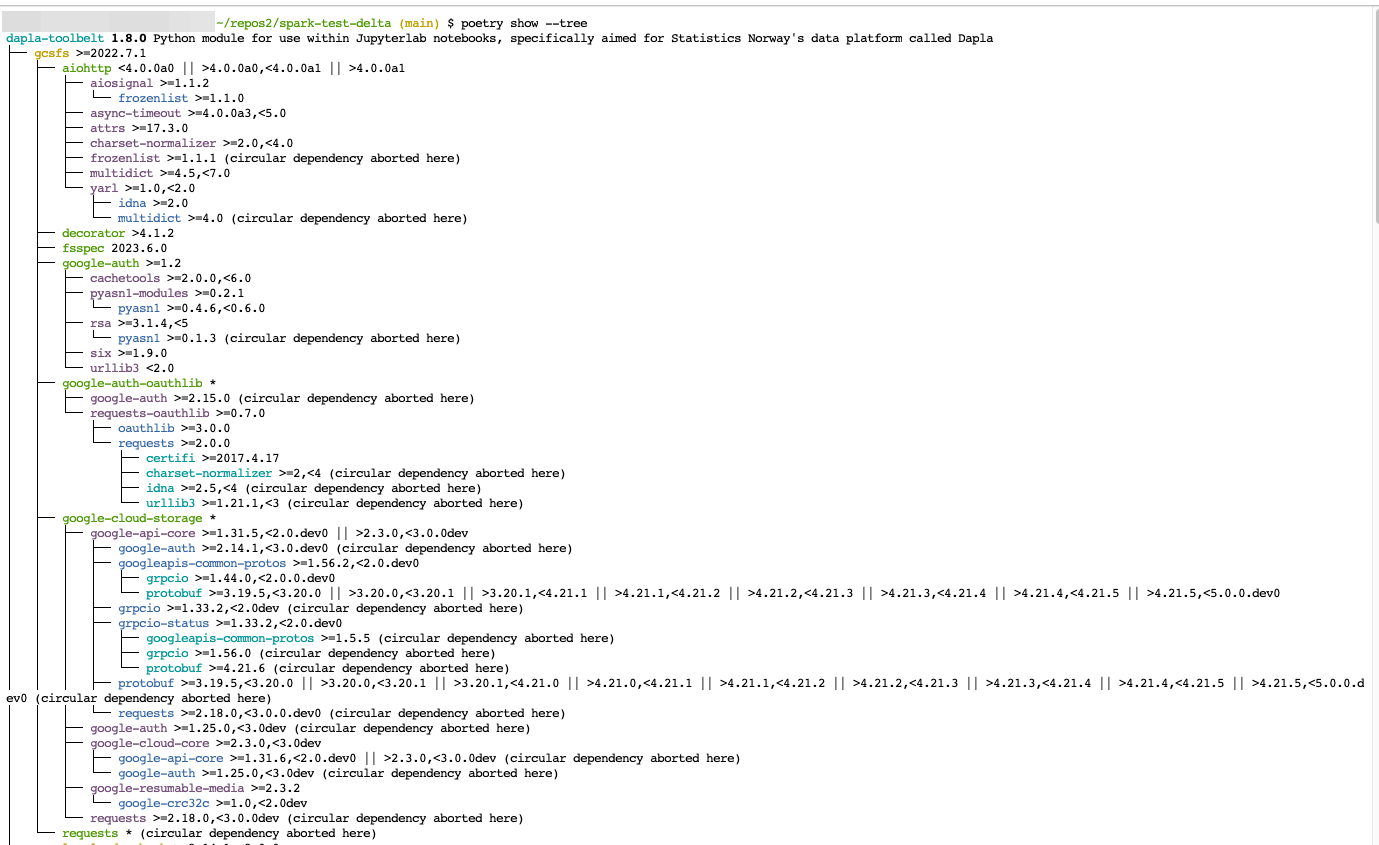 ~/repos2/spark-test-delta (main) $ poetry show --tree
dapla-toolbelt 1.8.0 Python module for use within Jupyterlab notebooks, specifically aimed for Statistics Norway's data platform called Dapla
├── gcsfs >=2022.7.1
│   ├── aiohttp <4.0.0a0 || >4.0.0a0,<4.0.0a1 || >4.0.0a1
│   │   ├── aiosignal >=1.1.2
│   │   │   └── frozenlist >=1.1.0
│   │   ├── async-timeout >=4.0.0a3,<5.0
│   │   ├── attrs >=17.3.0
│   │   ├── charset-normalizer >=2.0,<4.0
│   │   ├── frozenlist >=1.1.1 (circular dependency aborted here)
│   │   ├── multidict >=4.5,<7.0
│   │   └── yarl >=1.0,<2.0
│   │       ├── idna >=2.0
│   │       └── multidict >=4.0 (circular dependency aborted here)
│   ├── decorator >4.1.2
│   ├── fsspec 2023.6.0
│   ├── google-auth >=1.2
│   │   ├── cachetools >=2.0.0,<6.0
│   │   ├── pyasn1-modules >=0.2.1
│   │   │   └── pyasn1 >=0.4.6,<0.6.0
│   │   ├── rsa >=3.1.4,<5
│   │   │   └── pyasn1 >=0.1.3 (circular dependency aborted here)
│   │   ├── six >=1.9.0
│   │   └── urllib3 <2.0
│   ├── google-auth-oauthlib *
│   │   ├── google-auth >=2.15.0 (circular dependency aborted here)
│   │   └── requests-oauthlib >=0.7.0
│   │       ├── oauthlib >=3.0.0
│   │       └── requests >=2.0.0
│   │           ├── certifi >=2017.4.17
│   │           ├── charset-normalizer >=2,<4 (circular dependency aborted here)
│   │           ├── idna >=2.5,<4 (circular dependency aborted here)
│   │           └── urllib3 >=1.21.1,<3 (circular dependency aborted here)
│   ├── google-cloud-storage *
│   │   ├── google-api-core >=1.31.5,<2.0.dev0 || >2.3.0,<3.0.0dev
│   │   │   ├── google-auth >=2.14.1,<3.0.dev0 (circular dependency aborted here)
│   │   │   ├── googleapis-common-protos >=1.56.2,<2.0.dev0
│   │   │   │   ├── grpcio >=1.44.0,<2.0.0.dev0
│   │   │   │   └── protobuf >=3.19.5,<3.20.0 || >3.20.0,<3.20.1 || >3.20.1,<4.21.1 || >4.21.1,<4.21.2 || >4.21.2,<4.21.3 || >4.21.3,<4.21.4 || >4.21.4,<4.21.5 || >4.21.5,<5.0.0.dev0
│   │   │   ├── grpcio >=1.33.2,<2.0dev (circular dependency aborted here)
│   │   │   ├── grpcio-status >=1.33.2,<2.0.dev0
│   │   │   │   ├── googleapis-common-protos >=1.5.5 (circular dependency aborted here)
│   │   │   │   ├── grpcio >=1.56.0 (circular dependency aborted here)
│   │   │   │   └── protobuf >=4.21.6 (circular dependency aborted here)
│   │   │   ├── protobuf >=3.19.5,<3.20.0 || >3.20.0,<3.20.1 || >3.20.1,<4.21.0 || >4.21.0,<4.21.1 || >4.21.1,<4.21.2 || >4.21.2,<4.21.3 || >4.21.3,<4.21.4 || >4.21.4,<4.21.5 || >4.21.5,<5.0.0.d
ev0 (circular dependency aborted here)
│   │   │   └── requests >=2.18.0,<3.0.0.dev0 (circular dependency aborted here)
│   │   ├── google-auth >=1.25.0,<3.0dev (circular dependency aborted here)
│   │   ├── google-cloud-core >=2.3.0,<3.0dev
│   │   │   ├── google-api-core >=1.31.6,<2.0.dev0 || >2.3.0,<3.0.0dev (circular dependency aborted here)
│   │   │   └── google-auth >=1.25.0,<3.0dev (circular dependency aborted here)
│   │   ├── google-resumable-media >=2.3.2
│   │   │   └── google-crc32c >=1.0,<2.0dev
│   │   └── requests >=2.18.0,<3.0.0dev (circular dependency aborted here)
│   └── requests * (circular dependency aborted here)